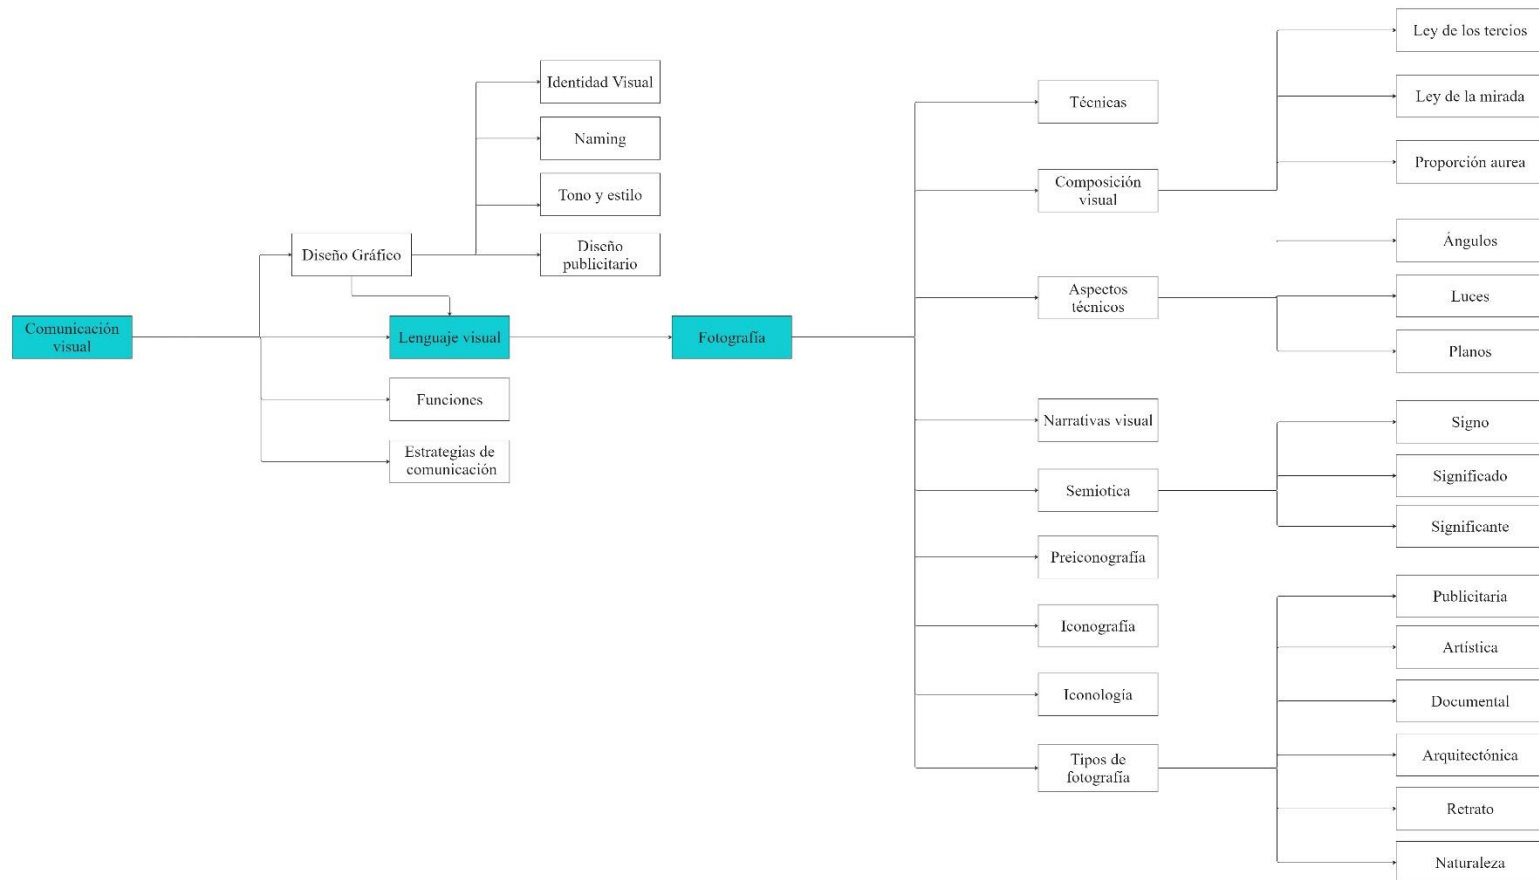 Comunicación
visual
Diseño Gráfico
Identidad Visual
Naming
Tono y estilo
Diseño
publicitario
Lenguaje visual
Funciones
Estrategias de
comunicación
Fotografía
Técnicas
Composición
visual
Ley de los tercios
Ley de la mirada
Proporción aurea
Aspectos
técnicos
Ángulos
Luces
Planos
Narrativas visual
Semiotica
Signo
Significado
Significante
Preiconografía
Iconografía
Iconología
Tipos de
fotografía
Publicitaria
Artística
Documental
Arquitectónica
Retrato
Naturaleza